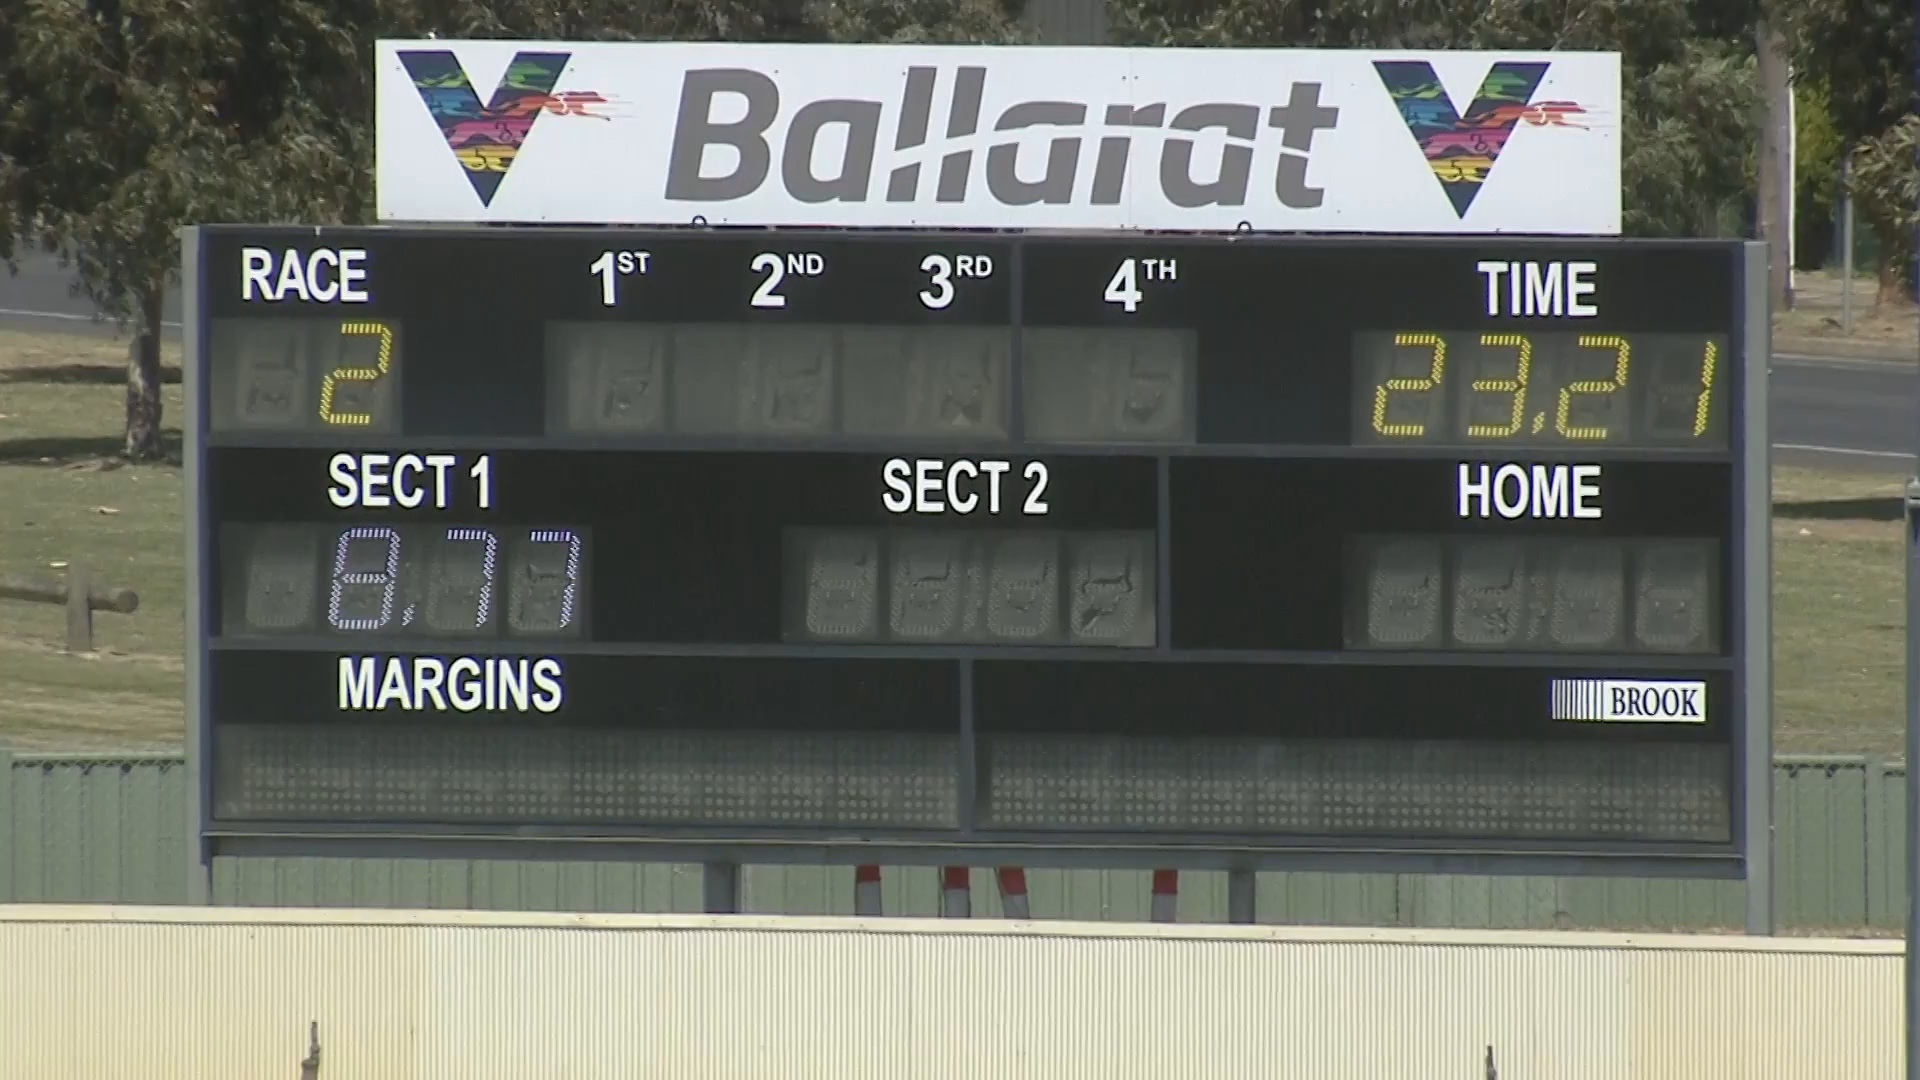 Ballarat
RACE 1ST 2ND 3RD 4TH TIME
2 23.21
SECT 1 SECT 2 HOME
8.77
MARGINS BROOK